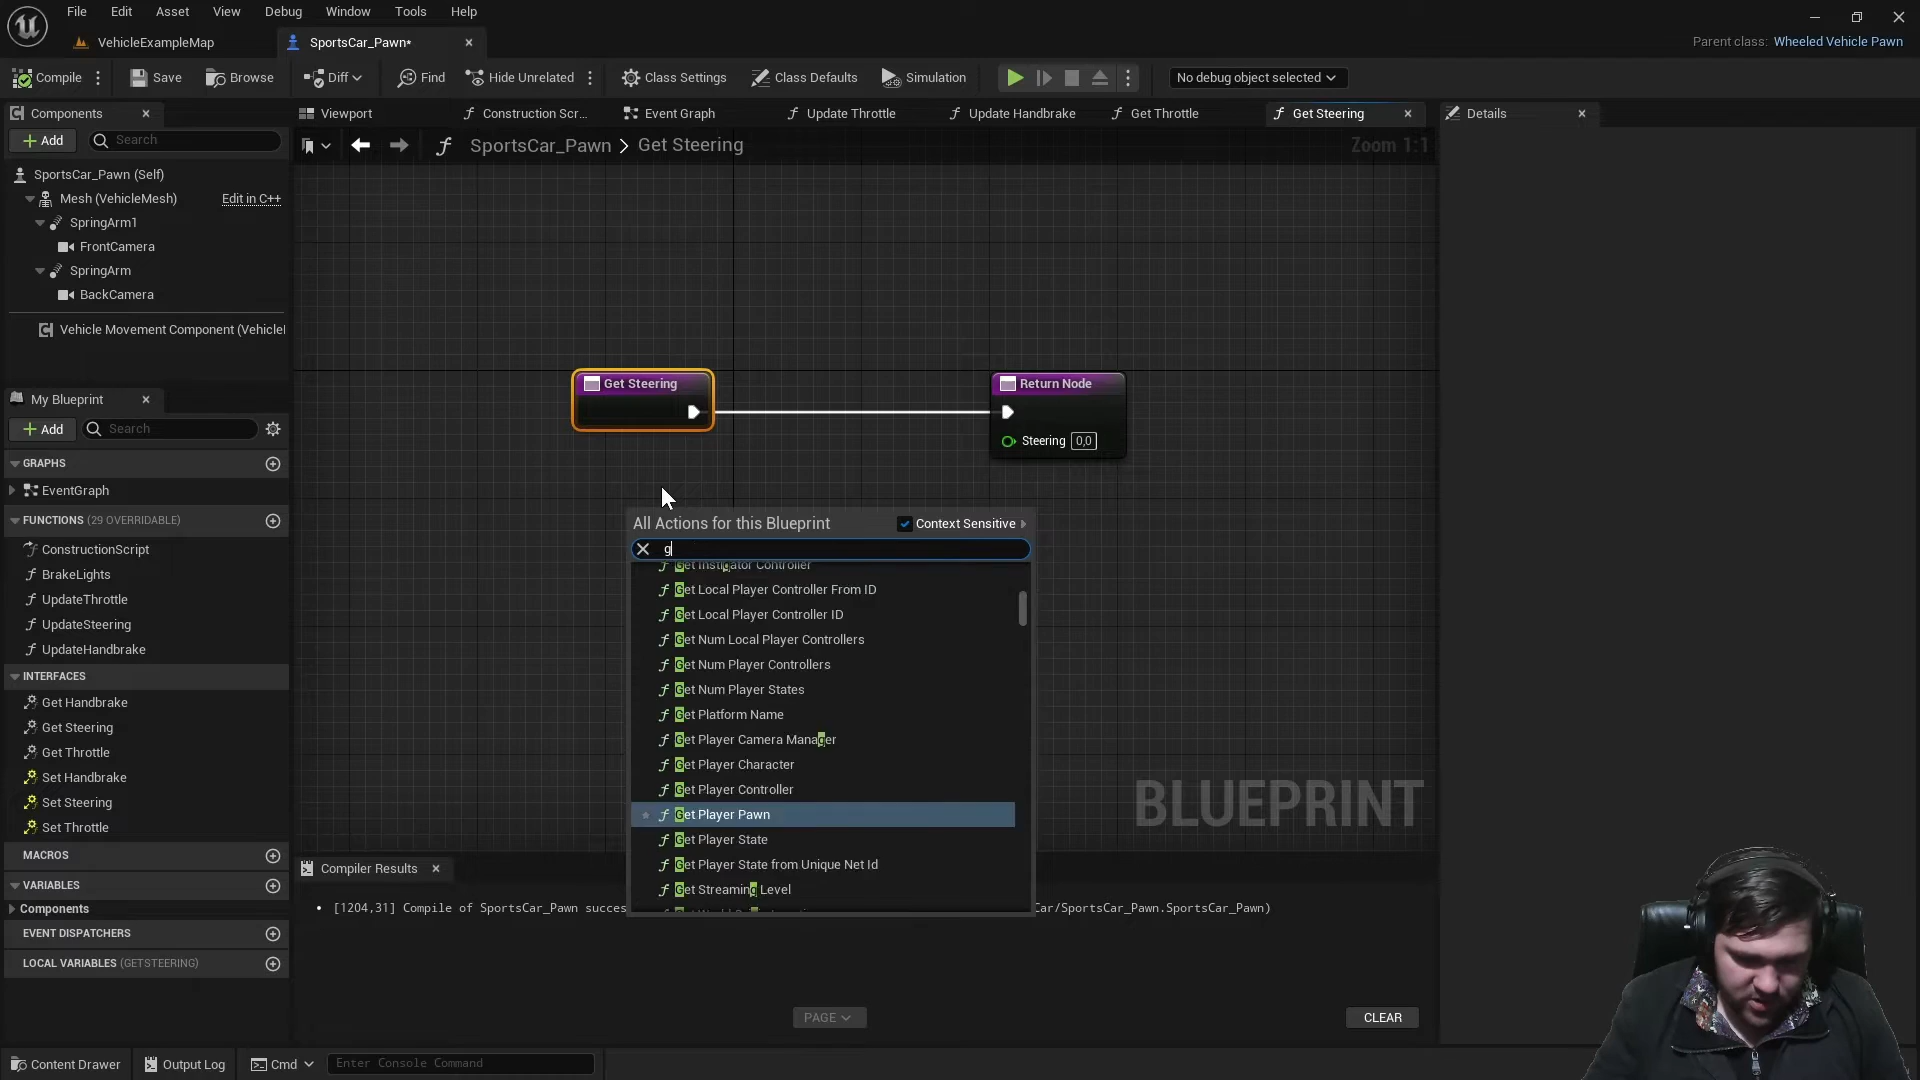 File Edit Asset View Debug Window Tools Help
VehicleExampleMap SportsCar_Pawn*
Parent class: Wheeled Vehicle Pawn
Compile Save Browse Diff Find Hide Unrelated Class Settings Class Defaults Simulation No debug object selected
Components
Add Search
SportsCar_Pawn (Self)
Mesh (VehicleMesh) Edit in C++
SpringArm1
FrontCamera
SpringArm
BackCamera
Vehicle Movement Component (Vehicle
My Blueprint
Add Search
GRAPHS
EventGraph
FUNCTIONS (29 OVERRIDABLE)
ConstructionScript
BrakeLights
UpdateThrottle
UpdateSteering
UpdateHandbrake
INTERFACES
Get Handbrake
Get Steering
Get Throttle
Set Handbrake
Set Steering
Set Throttle
MACROS
VARIABLES
Components
EVENT DISPATCHERS
LOCAL VARIABLES (GETSTEERING)
Viewport Construction Scr... Event Graph Update Throttle Update Handbrake Get Throttle Get Steering
SportsCar_Pawn > Get Steering
Zoom 1:1
Get Steering
Return Node
Steering 0,0
All Actions for this Blueprint Context Sensitive
g
Get Instigator Controller
Get Local Player Controller From ID
Get Local Player Controller ID
Get Num Local Player Controllers
Get Num Player Controllers
Get Num Player States
Get Platform Name
Get Player Camera Manager
Get Player Character
Get Player Controller
Get Player Pawn
Get Player State
Get Player State from Unique Net Id
Get Streaming Level
BLUEPRINT
Compiler Results
[1204,31] Compile of SportsCar_Pawn succes Car/SportsCar_Pawn.SportsCar_Pawn)
PAGE CLEAR
Details
Content Drawer Output Log Cmd Enter Console Command